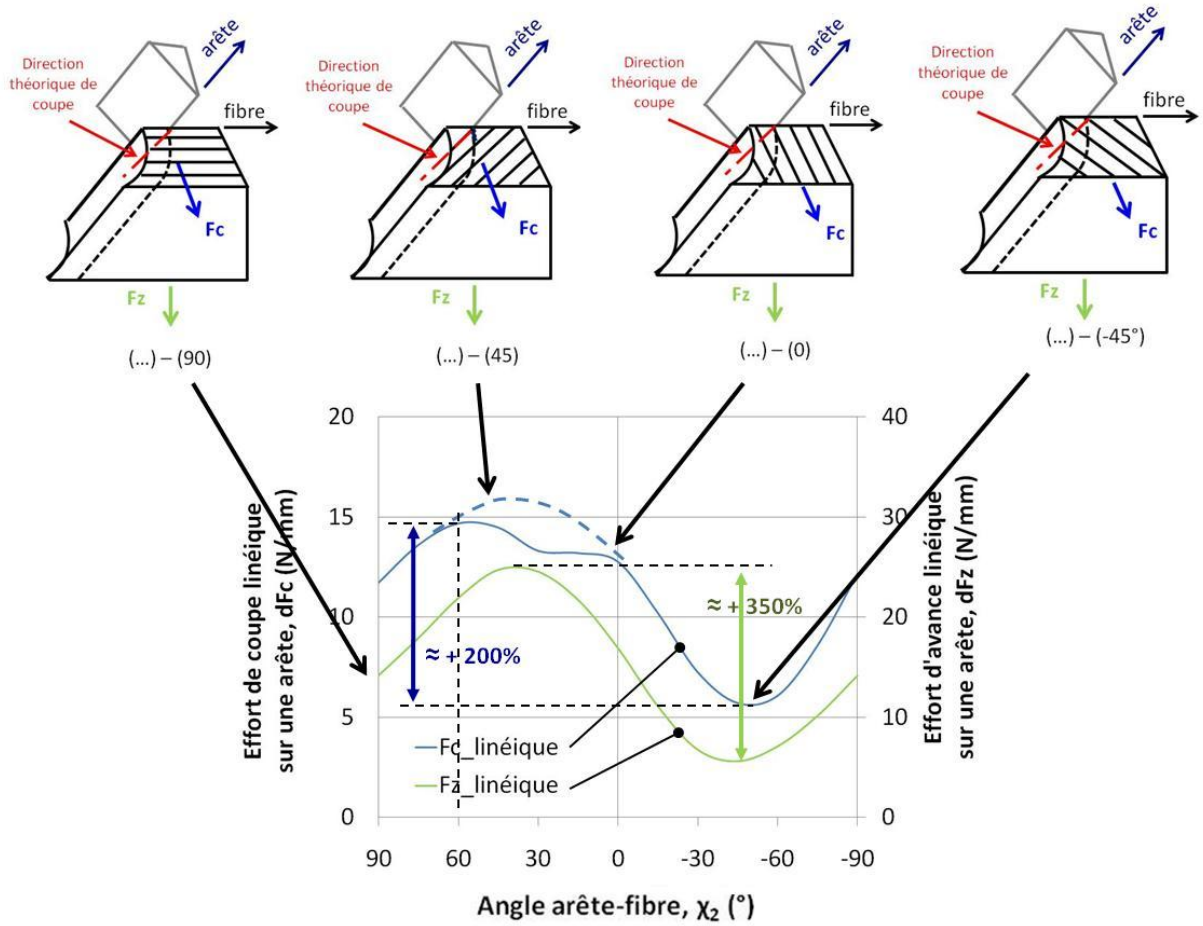 arête
Direction
théorique de
coupe
fibre
Fc
Fz
(...) – (90)
arête
Direction
théorique de
coupe
fibre
Fc
Fz
(...) – (45)
arête
Direction
théorique de
coupe
fibre
Fc
Fz
(...) – (0)
arête
Direction
théorique de
coupe
fibre
Fc
Fz
(...) – (-45°)
Effort de coupe linéique
sur une arête, dFc (N/mm)
20
15
10
5
0
≈ + 200%
≈ + 350%
Fc_linéique
Fz_linéique
40
30
20
10
0
Effort d'avance linéique
sur une arête, dFz (N/mm)
90 60 30 0 -30 -60 -90
Angle arête-fibre, χ₂ (°)